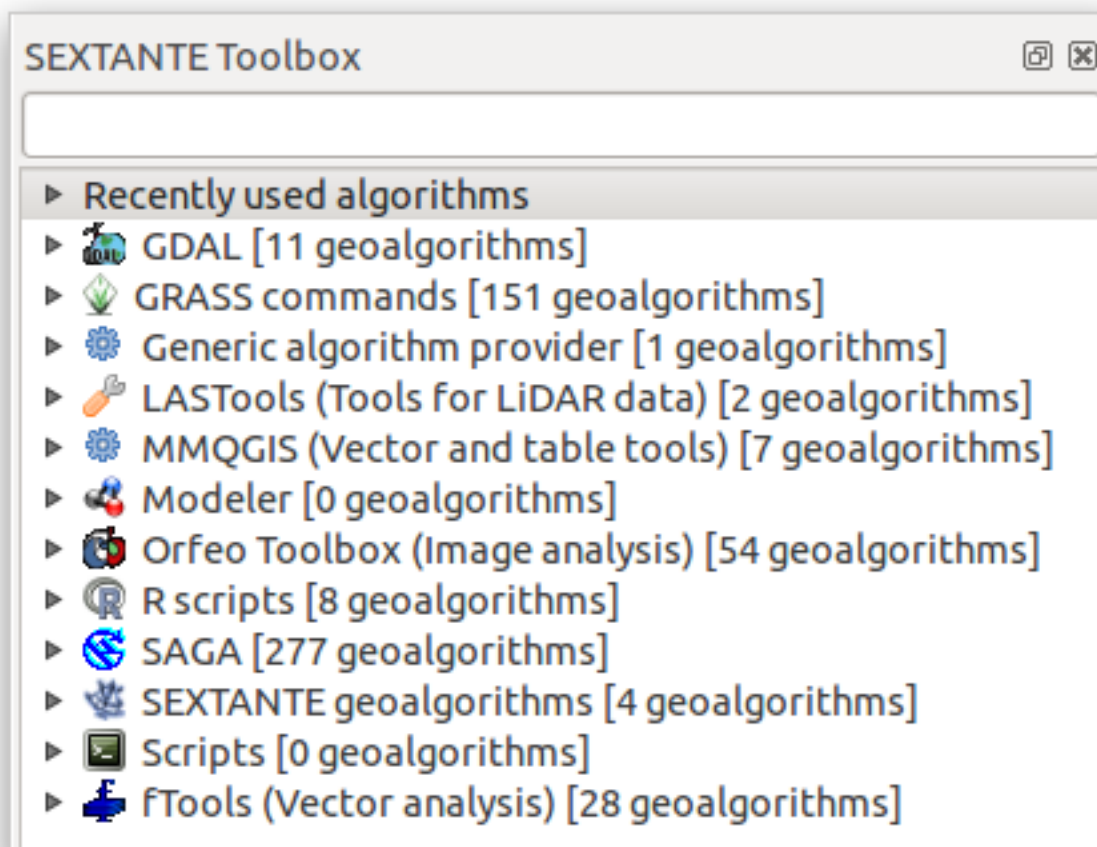 SEXTANTE Toolbox
Recently used algorithms
GDAL [11 geoalgorithms]
GRASS commands [151 geoalgorithms]
Generic algorithm provider [1 geoalgorithms]
LASTools (Tools for LiDAR data) [2 geoalgorithms]
MMQGIS (Vector and table tools) [7 geoalgorithms]
Modeler [0 geoalgorithms]
Orfeo Toolbox (Image analysis) [54 geoalgorithms]
R scripts [8 geoalgorithms]
SAGA [277 geoalgorithms]
SEXTANTE geoalgorithms [4 geoalgorithms]
Scripts [0 geoalgorithms]
fTools (Vector analysis) [28 geoalgorithms]